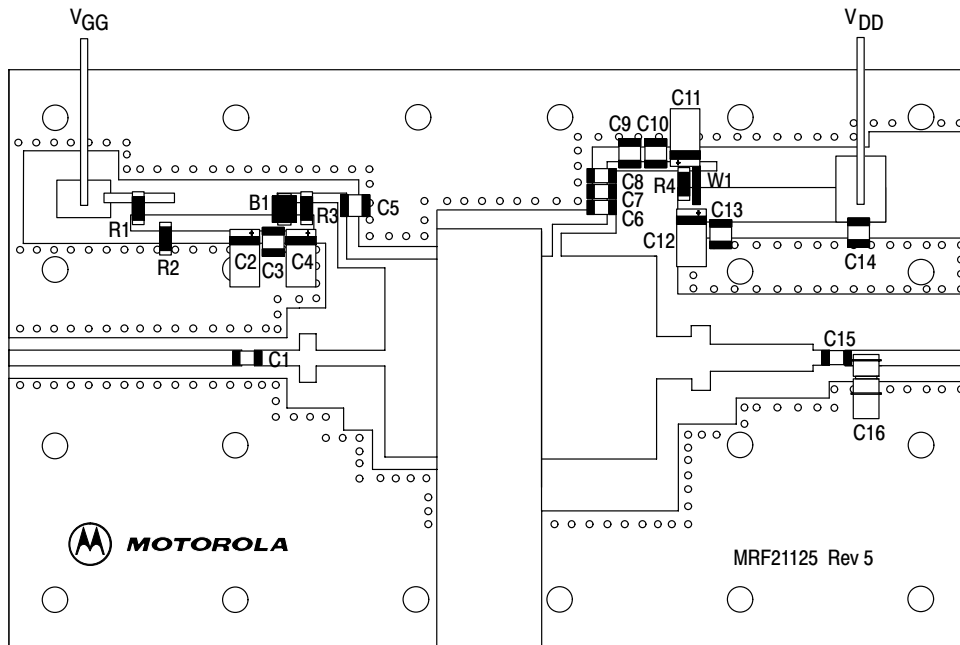 VGG
VDD
C11
C9 C10
C8
C7
C6
R4
W1
B1
R3
C5
R1
R2
C2
C3
C4
C12
C13
C14
C1
C15
C16
MOTOROLA
MRF21125 Rev 5